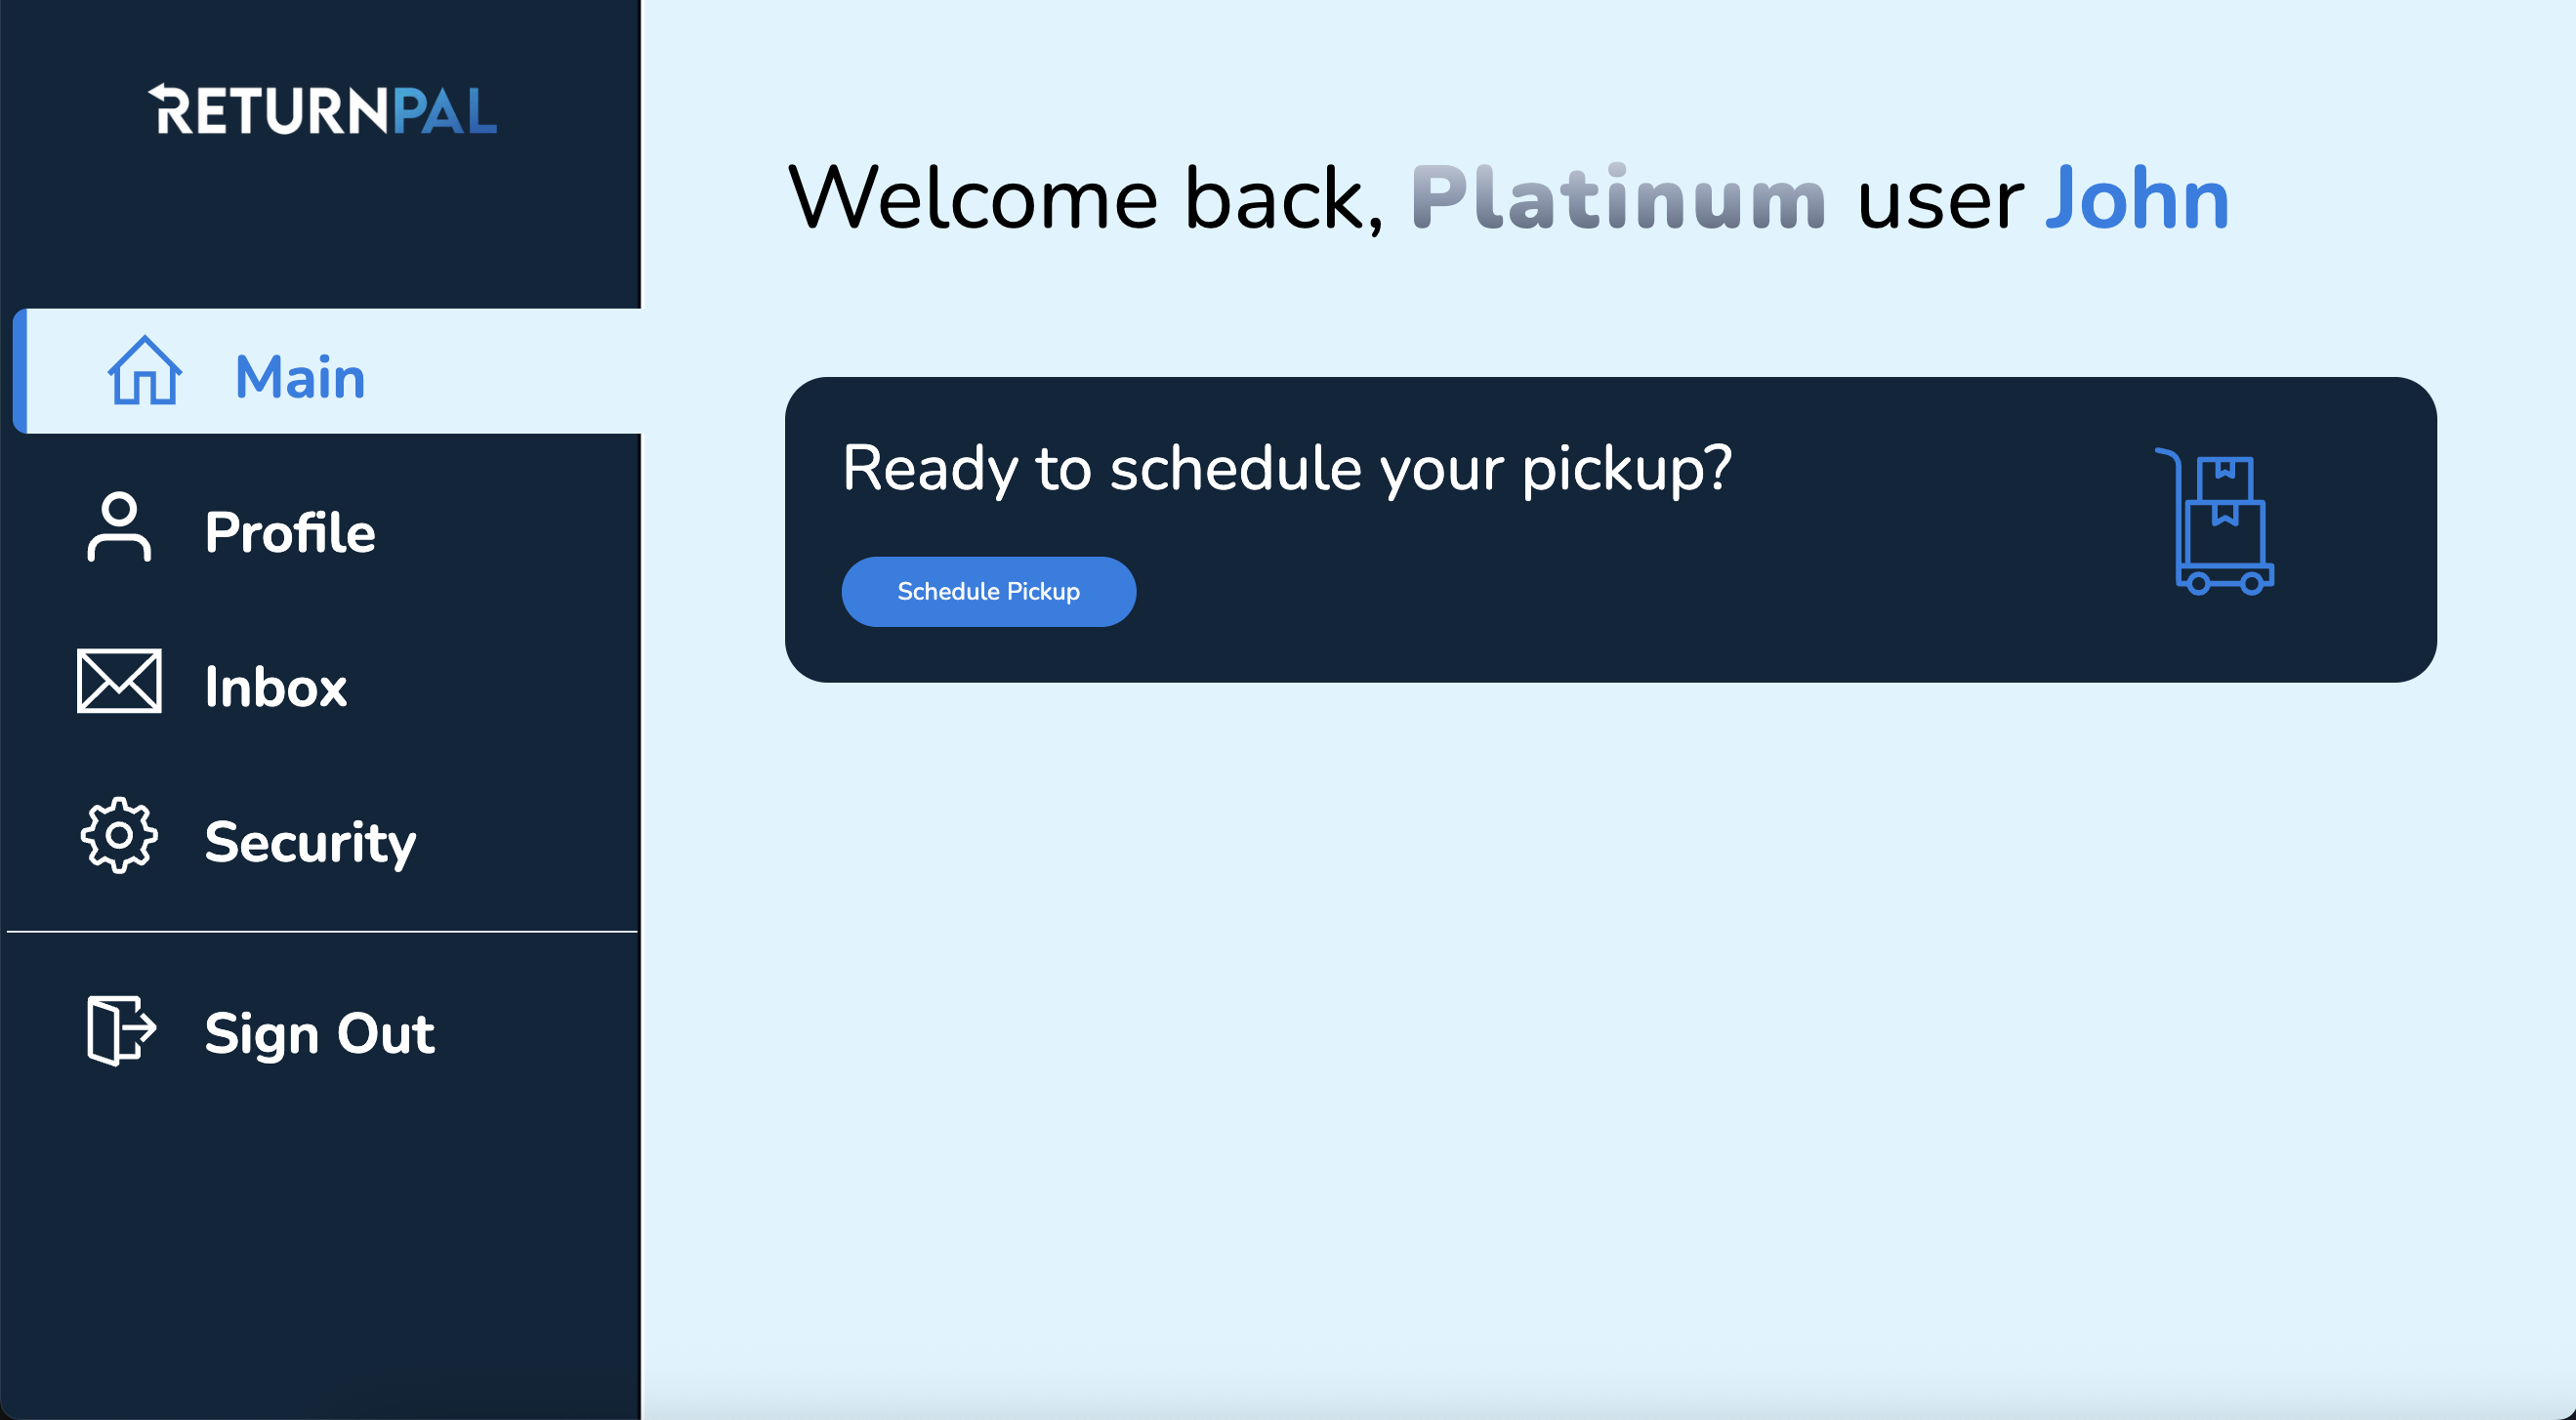 RETURNPAL
Main
Profile
Inbox
Security
Sign Out
Welcome back, Platinum user John
Ready to schedule your pickup?
Schedule Pickup